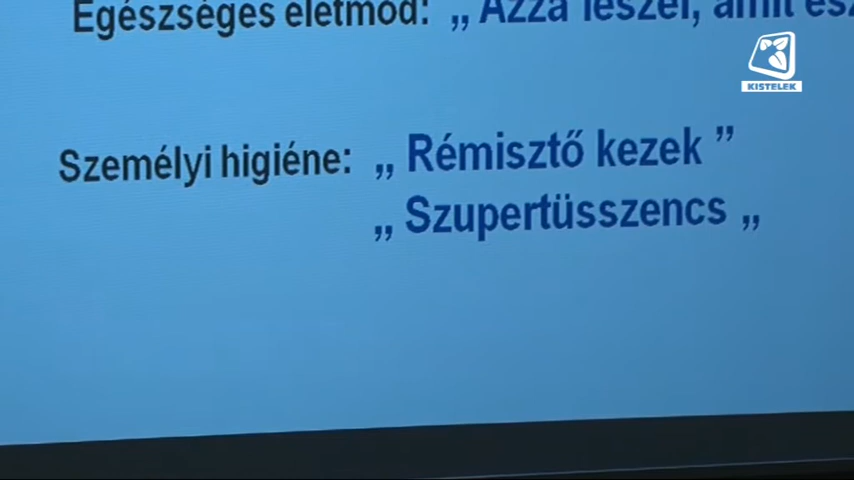 Egészséges életmód: „ Azzá leszel, amit
KISTELEK
Személyi higiéne: „ Rémisztő kezek ”
„ Szupertüsszencs „